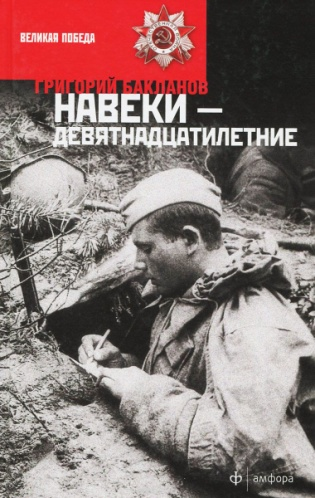 ВЕЛИКАЯ ПОБЕДА
ГРИГОРИЙ БАКЛАНОВ
НАВЕКИ —
ДЕВЯТНАДЦАТИЛЕТНИЕ
ф амфора